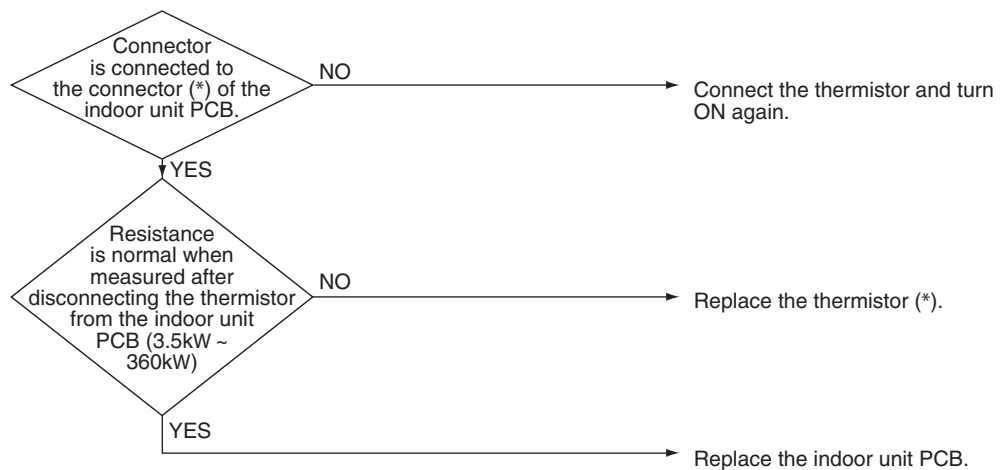 Connector
is connected to
the connector (*) of the
indoor unit PCB.
NO
Connect the thermistor and turn
ON again.
YES
Resistance
is normal when
measured after
disconnecting the thermistor
from the indoor unit
PCB (3.5kW ~
360kW)
NO
Replace the thermistor (*).
YES
Replace the indoor unit PCB.